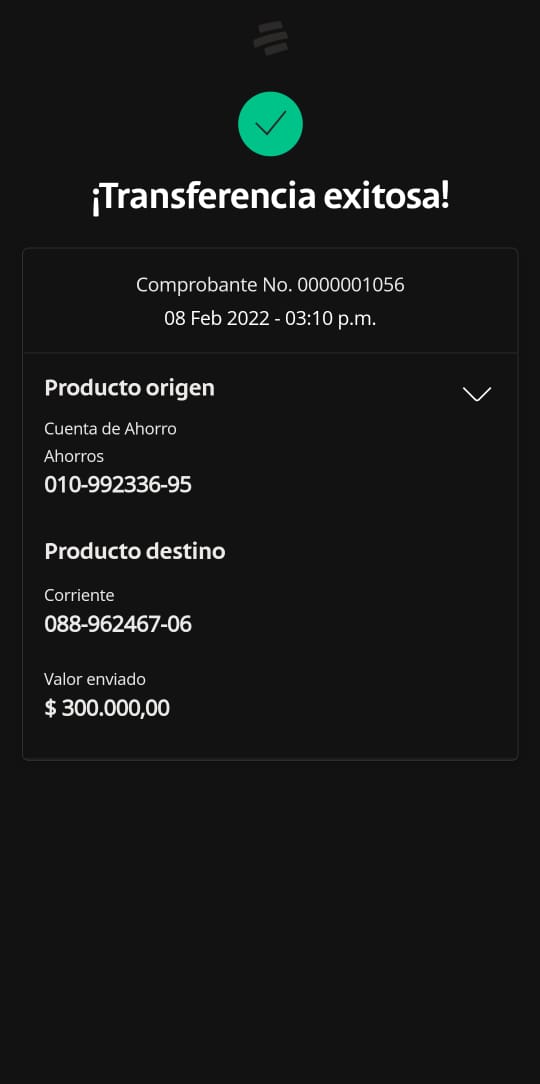 ¡Transferencia exitosa!
Comprobante No. 0000001056
08 Feb 2022 - 03:10 p.m.
Producto origen
Cuenta de Ahorro
Ahorros
010-992336-95
Producto destino
Corriente
088-962467-06
Valor enviado
$ 300.000,00